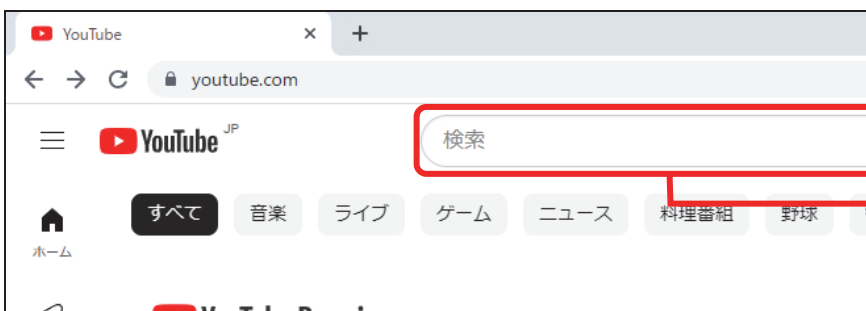 YouTube
youtube.com
YouTube JP
検索
すべて 音楽 ライブ ゲーム ニュース 料理番組 野球
ホーム